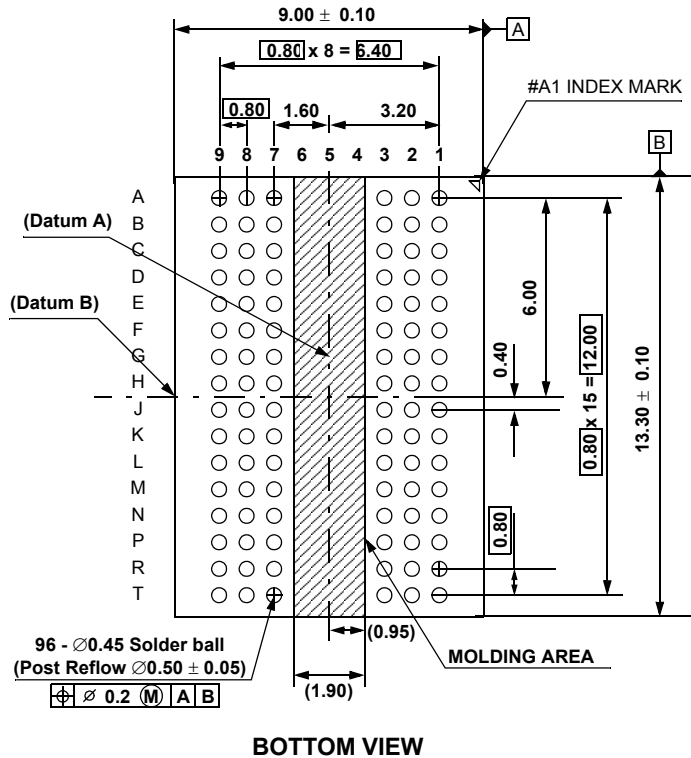 9.00 ± 0.10
A
0.80 x 8 = 6.40
#A1 INDEX MARK
0.80
1.60
3.20
B
9 8 7 6 5 4 3 2 1
A
B
C
D
E
F
G
H
J
K
L
M
N
P
R
T
(Datum A)
(Datum B)
6.00
0.40
0.80 x 15 = 12.00
13.30 ± 0.10
0.80
(0.95)
MOLDING AREA
(1.90)
96 - ∅0.45 Solder ball
(Post Reflow ∅0.50 ± 0.05)
⌖ ∅ 0.2 Ⓜ A B
BOTTOM VIEW